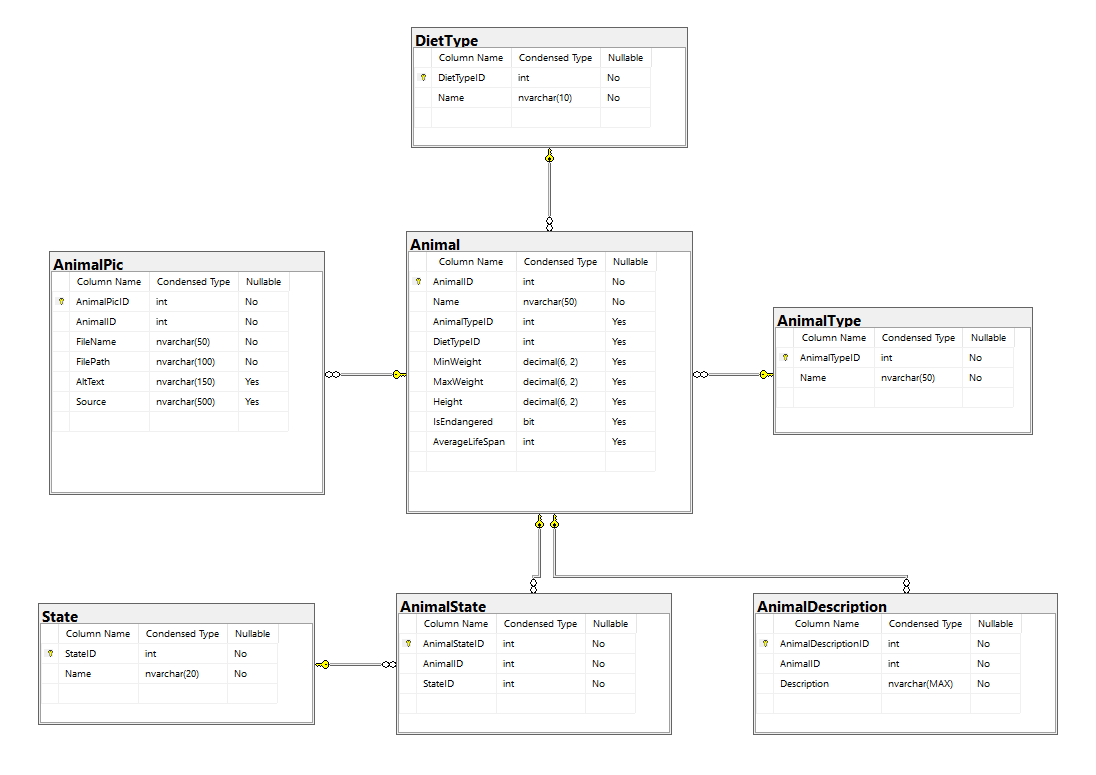 DietType
Column Name Condensed Type Nullable
DietTypeID int No
Name nvarchar(10) No
Animal
Column Name Condensed Type Nullable
AnimalID int No
Name nvarchar(50) No
AnimalTypeID int Yes
DietTypeID int Yes
MinWeight decimal(6, 2) Yes
MaxWeight decimal(6, 2) Yes
Height decimal(6, 2) Yes
IsEndangered bit Yes
AverageLifeSpan int Yes
AnimalPic
Column Name Condensed Type Nullable
AnimalPicID int No
AnimalID int No
FileName nvarchar(50) No
FilePath nvarchar(100) No
AltText nvarchar(150) Yes
Source nvarchar(500) Yes
AnimalType
Column Name Condensed Type Nullable
AnimalTypeID int No
Name nvarchar(50) No
State
Column Name Condensed Type Nullable
StateID int No
Name nvarchar(20) No
AnimalState
Column Name Condensed Type Nullable
AnimalStateID int No
AnimalID int No
StateID int No
AnimalDescription
Column Name Condensed Type Nullable
AnimalDescriptionID int No
AnimalID int No
Description nvarchar(MAX) No